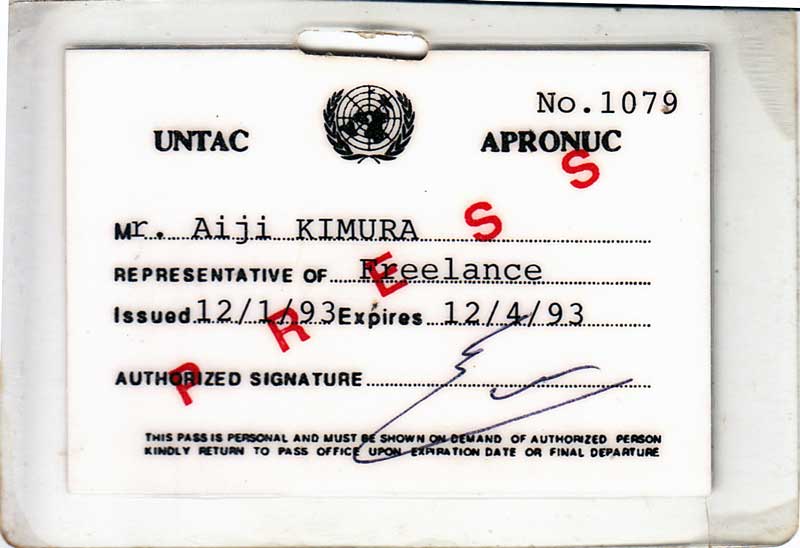 No.1079
UNTAC APRONUC
Mr. Aiji KIMURA
REPRESENTATIVE OF Freelance
Issued 12/1/93 Expires 12/4/93
AUTHORIZED SIGNATURE
PRESS
THIS PASS IS PERSONAL AND MUST BE SHOWN ON DEMAND OF AUTHORIZED PERSON
KINDLY RETURN TO PASS OFFICE UPON EXPIRATION DATE OR FINAL DEPARTURE